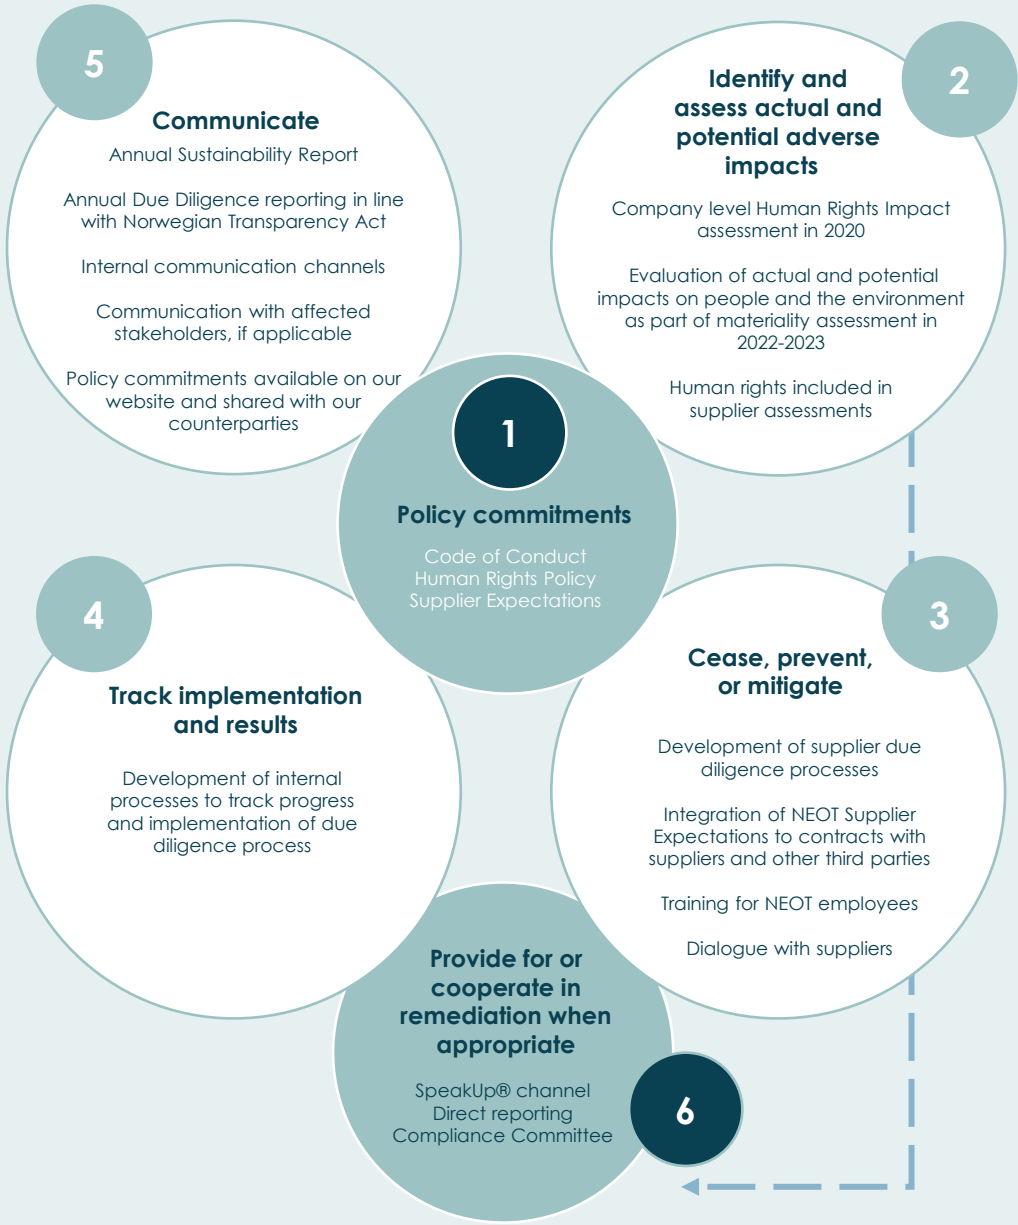 5
Communicate
Annual Sustainability Report
Annual Due Diligence reporting in line
with Norwegian Transparency Act
Internal communication channels
Communication with affected
stakeholders, if applicable
Policy commitments available on our
website and shared with our
counterparties
2
Identify and
assess actual and
potential adverse
impacts
Company level Human Rights Impact
assessment in 2020
Evaluation of actual and potential
impacts on people and the environment
as part of materiality assessment in
2022-2023
Human rights included in
supplier assessments
1
Policy commitments
Code of Conduct
Human Rights Policy
Supplier Expectations
4
Track implementation
and results
Development of internal
processes to track progress
and implementation of due
diligence process
3
Cease, prevent,
or mitigate
Development of supplier due
diligence processes
Integration of NEOT Supplier
Expectations to contracts with
suppliers and other third parties
Training for NEOT employees
Dialogue with suppliers
Provide for or
cooperate in
remediation when
appropriate
SpeakUp® channel
Direct reporting
Compliance Committee
6